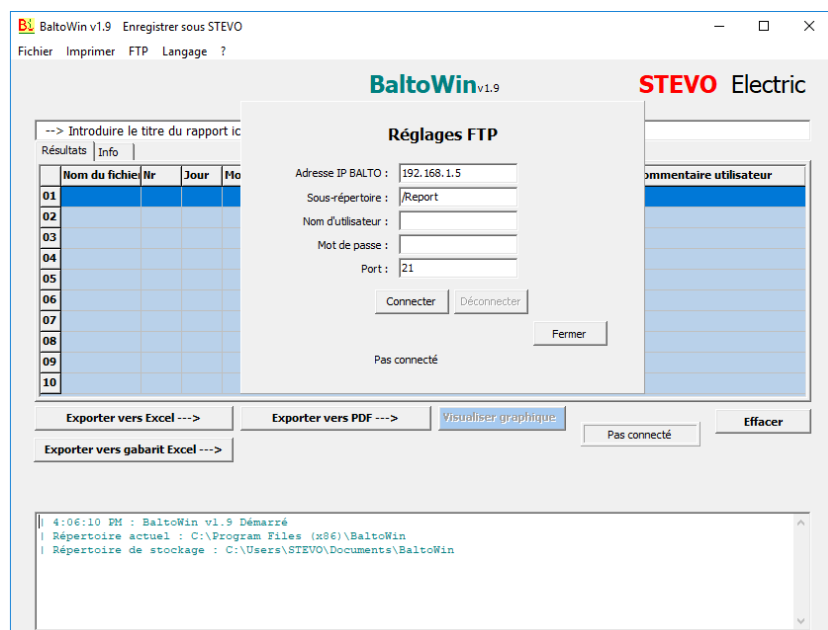 BaltoWin v1.9 Enregistrer sous STEVO
Fichier Imprimer FTP Langage ?
BaltoWin v1.9 STEVO Electric
--> Introduire le titre du rapport ic
Résultats Info
Nom du fichier Nr Jour Mo ommentaire utilisateur
01
02
03
04
05
06
07
08
09
10
Réglages FTP
Adresse IP BALTO : 192.168.1.5
Sous-répertoire : /Report
Nom d'utilisateur :
Mot de passe :
Port : 21
Connecter Déconnecter
Fermer
Pas connecté
Exporter vers Excel ---> Exporter vers PDF ---> Visualiser graphique Pas connecté Effacer
Exporter vers gabarit Excel --->
| 4:06:10 PM : BaltoWin v1.9 Démarré
| Répertoire actuel : C:\Program Files (x86)\BaltoWin
| Répertoire de stockage : C:\Users\STEVO\Documents\BaltoWin